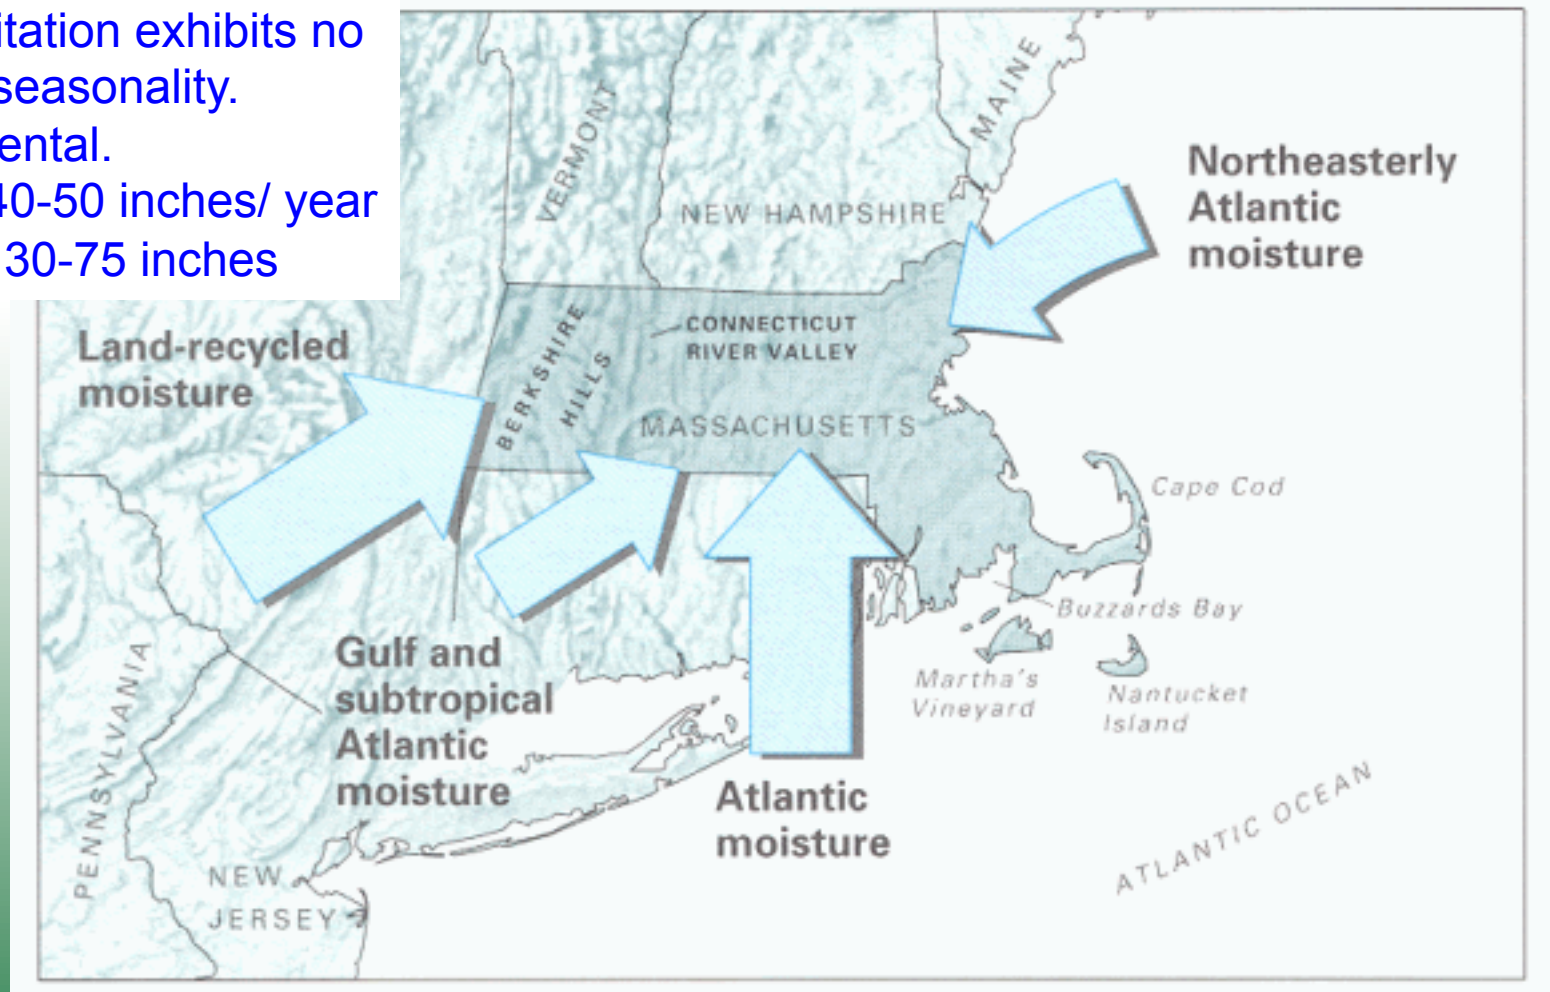 itation exhibits no
seasonality.
ental.
40-50 inches/ year
30-75 inches
MAINE
VERMONT
NEW HAMPSHIRE
Northeasterly
Atlantic
moisture
Land-recycled
moisture
BERKSHIRE
HILLS
CONNECTICUT
RIVER VALLEY
MASSACHUSETTS
Cape Cod
Buzzards Bay
Martha's
Vineyard
Nantucket
Island
Gulf and
subtropical
Atlantic
moisture
Atlantic
moisture
ATLANTIC OCEAN
PENNSYLVANIA
NEW
JERSEY